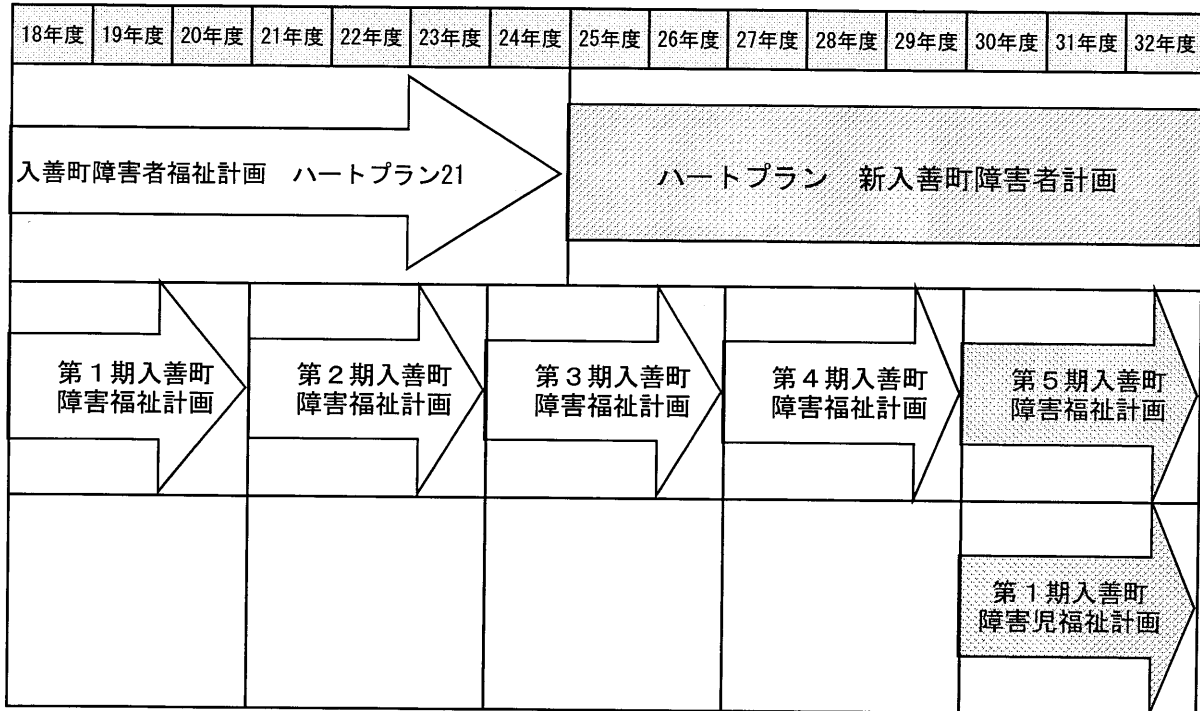 18年度 19年度 20年度 21年度 22年度 23年度 24年度 25年度 26年度 27年度 28年度 29年度 30年度 31年度 32年度
入善町障害者福祉計画　ハートプラン21
ハートプラン　新入善町障害者計画
第１期入善町
障害福祉計画
第２期入善町
障害福祉計画
第３期入善町
障害福祉計画
第４期入善町
障害福祉計画
第５期入善町
障害福祉計画
第１期入善町
障害児福祉計画